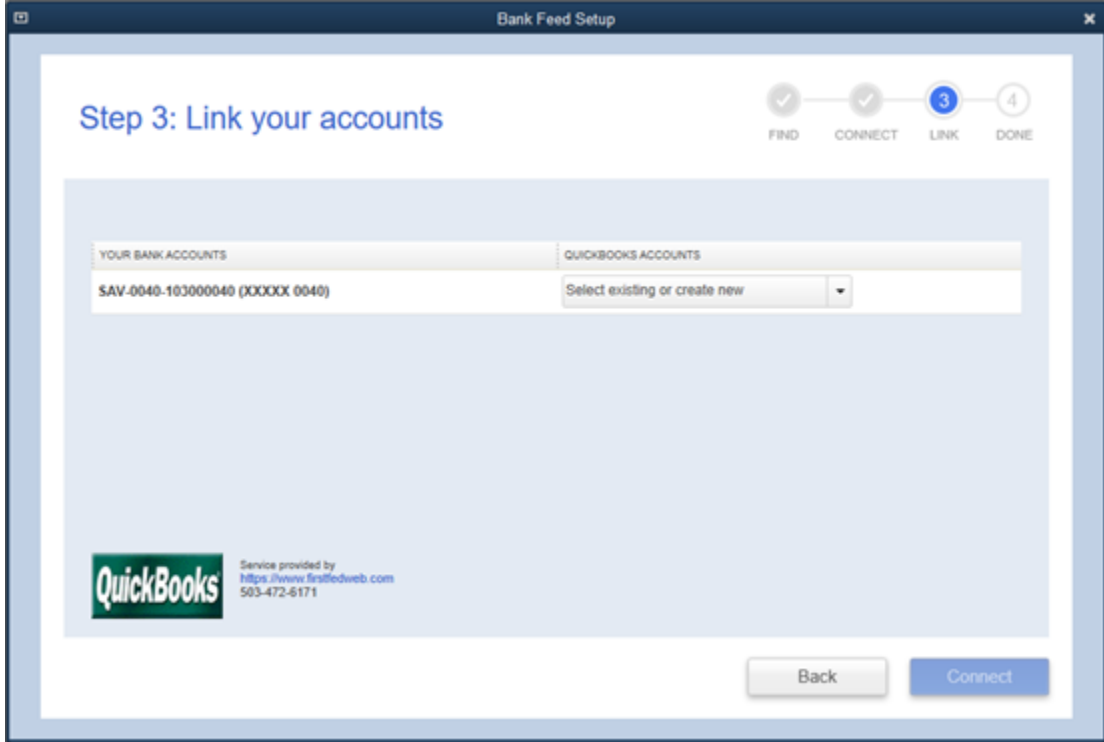 Bank Feed Setup
Step 3: Link your accounts
3
4
FIND CONNECT LINK DONE
YOUR BANK ACCOUNTS QUICKBOOKS ACCOUNTS
SAV-0040-103000040 (XXXXX 0040) Select existing or create new
QuickBooks
Service provided by
https://www.firstfedweb.com
503-472-6171
Back Connect